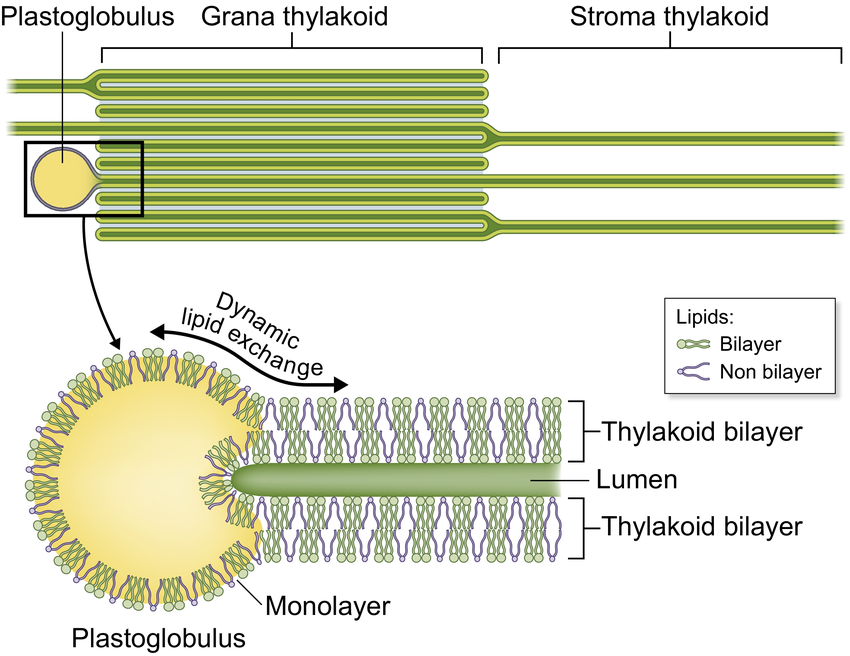 Plastoglobulus
Grana thylakoid
Stroma thylakoid
Dynamic
lipid exchange
Lipids:
Bilayer
Non bilayer
Thylakoid bilayer
Lumen
Thylakoid bilayer
Monolayer
Plastoglobulus